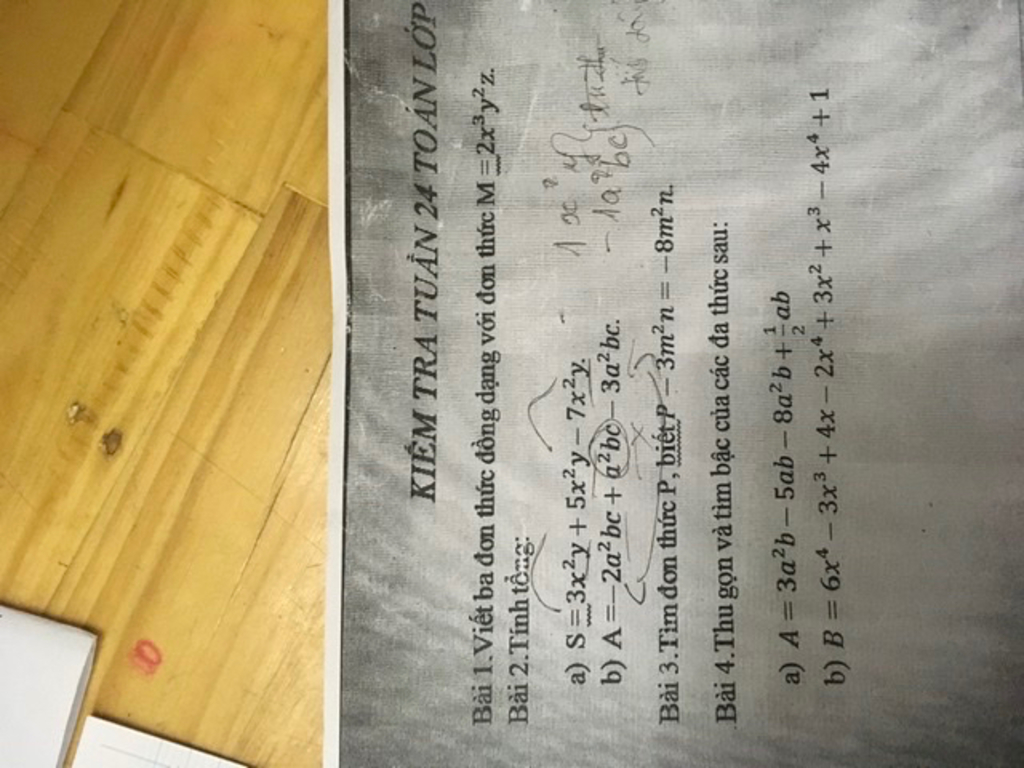 KIỂM TRA TUẦN 24 TOÁN LỚP
Bài 1.Viết ba đơn thức đồng dạng với đơn thức M = 2x³y²z.
Bài 2.Tính tổng:
a) S = 3x²y + 5x²y − 7x²y.
1 x² y
b) A = −2a²bc + a²bc − 3a²bc.
− 1a²bc
Bài 3.Tìm đơn thức P, biết P − 3m²n = −8m²n.
Bài 4.Thu gọn và tìm bậc của các đa thức sau:
a) A = 3a²b − 5ab − 8a²b + ½ab
b) B = 6x⁴ − 3x³ + 4x − 2x⁴ + 3x² + x³ − 4x⁴ + 1